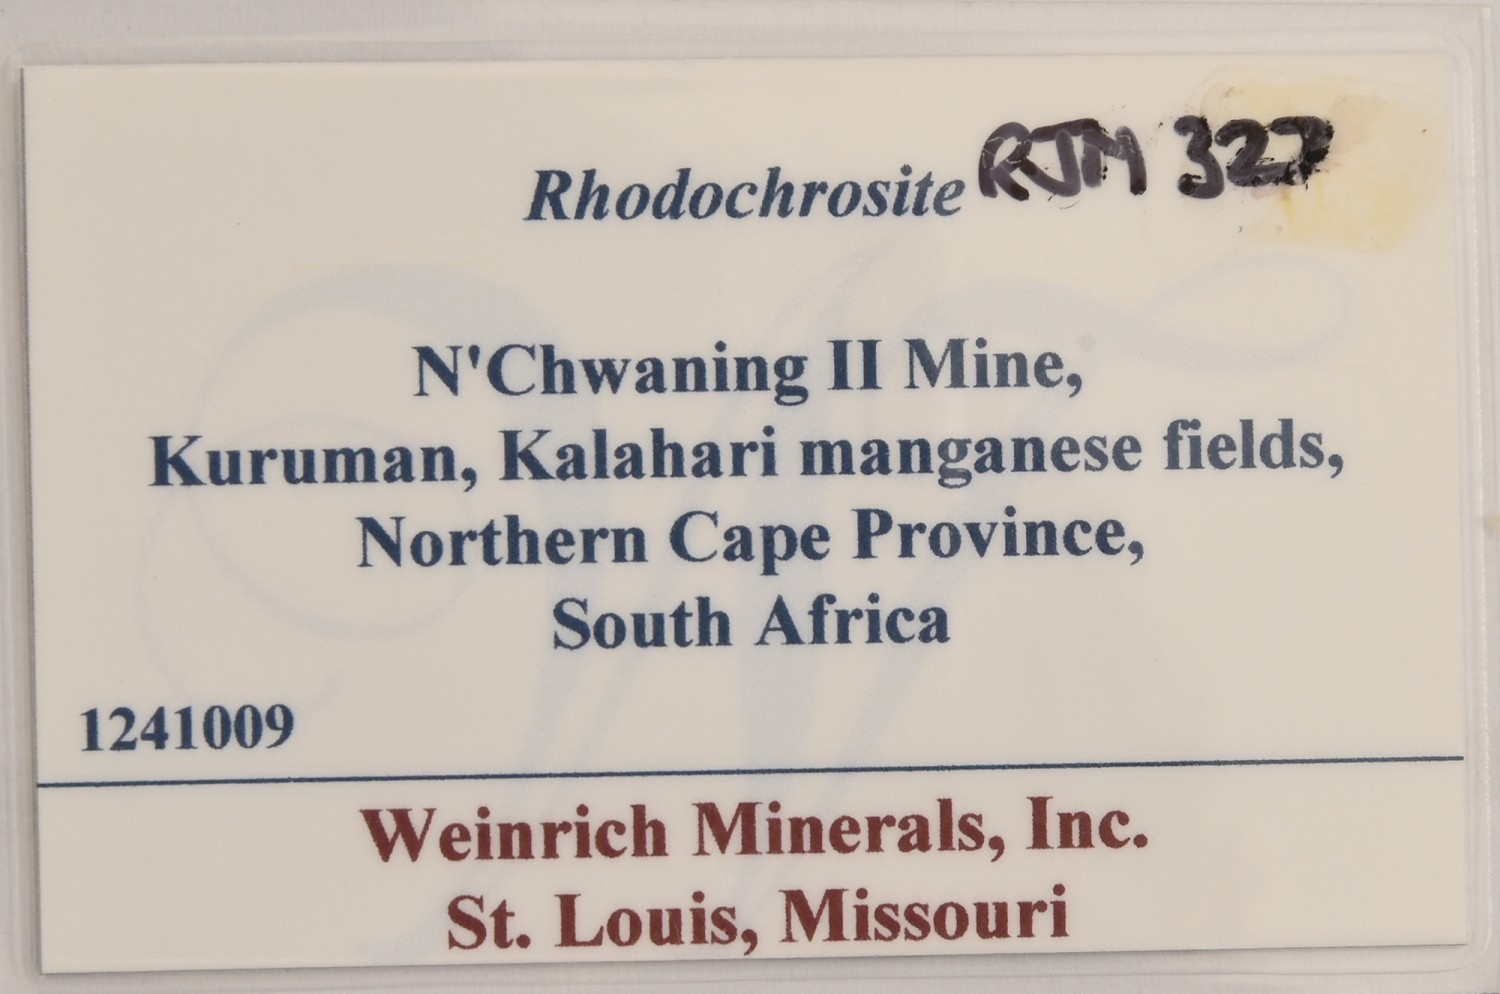 Rhodochrosite RJM 327
N'Chwaning II Mine,
Kuruman, Kalahari manganese fields,
Northern Cape Province,
South Africa
1241009
Weinrich Minerals, Inc.
St. Louis, Missouri